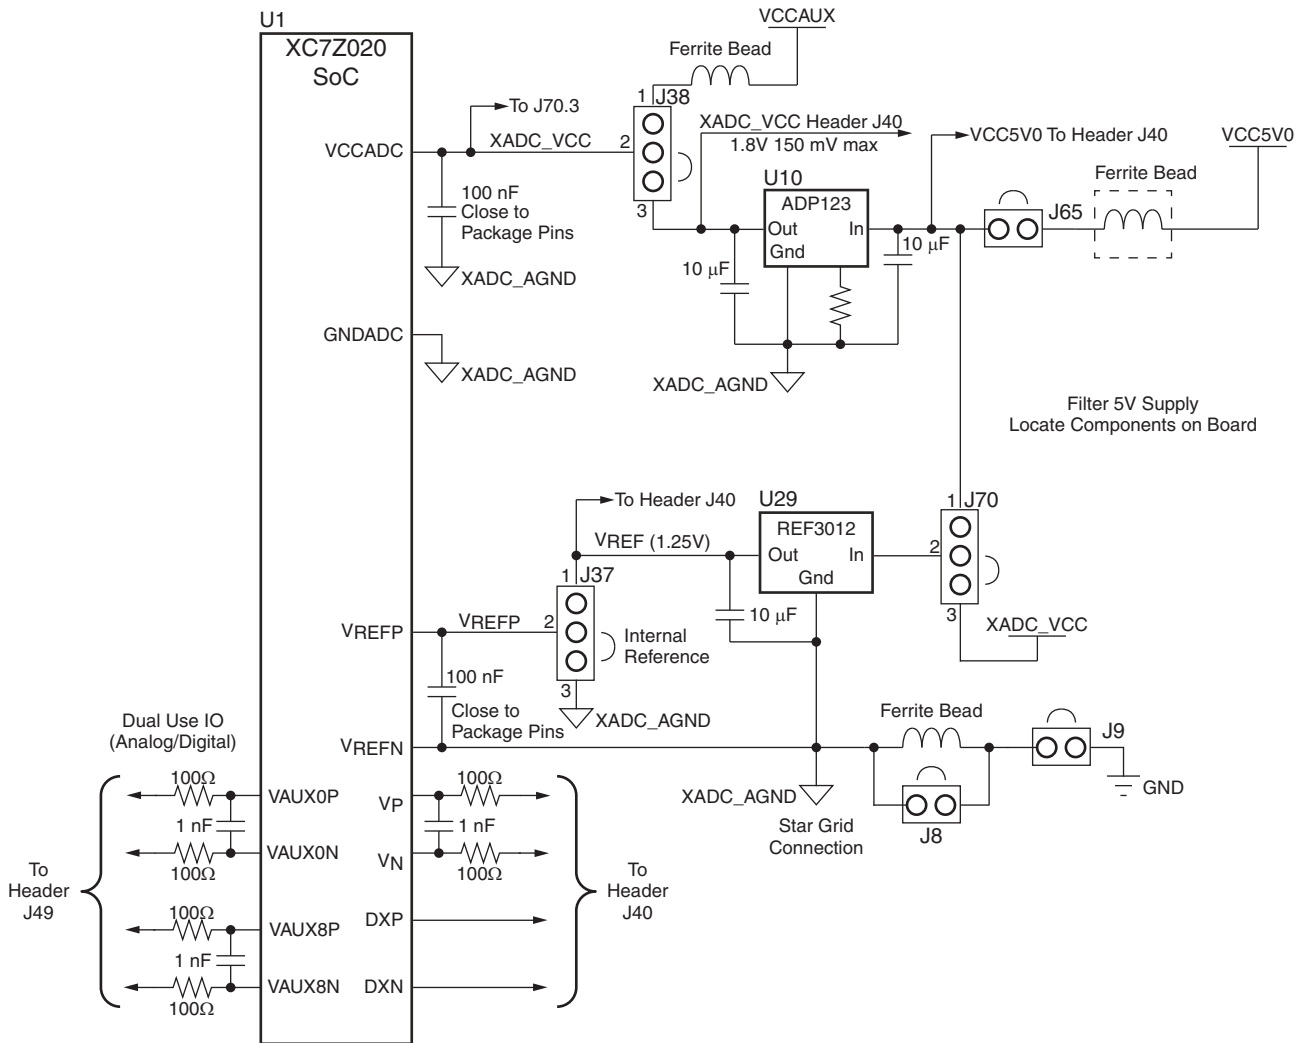 U1
XC7Z020
SoC
VCCAUX
Ferrite Bead
To J70.3
1
J38
VCCADC
XADC_VCC
2
3
100 nF
Close to
Package Pins
XADC_AGND
XADC_VCC Header J40
1.8V 150 mV max
VCC5V0 To Header J40
VCC5V0
Ferrite Bead
J65
U10
ADP123
Out
In
Gnd
10 µF
10 µF
XADC_AGND
GNDADC
XADC_AGND
Filter 5V Supply
Locate Components on Board
To Header J40
VREF (1.25V)
U29
REF3012
Out
In
Gnd
10 µF
1
J70
2
3
XADC_VCC
1
J37
2
3
Internal
Reference
XADC_AGND
VREFP
VREFP
100 nF
Close to
Package Pins
VREFN
Ferrite Bead
J9
GND
J8
XADC_AGND
Star Grid
Connection
Dual Use IO
(Analog/Digital)
100Ω
VAUX0P
1 nF
VAUX0N
100Ω
100Ω
VAUX8P
1 nF
VAUX8N
100Ω
To
Header
J49
VP
100Ω
1 nF
VN
100Ω
DXP
DXN
To
Header
J40